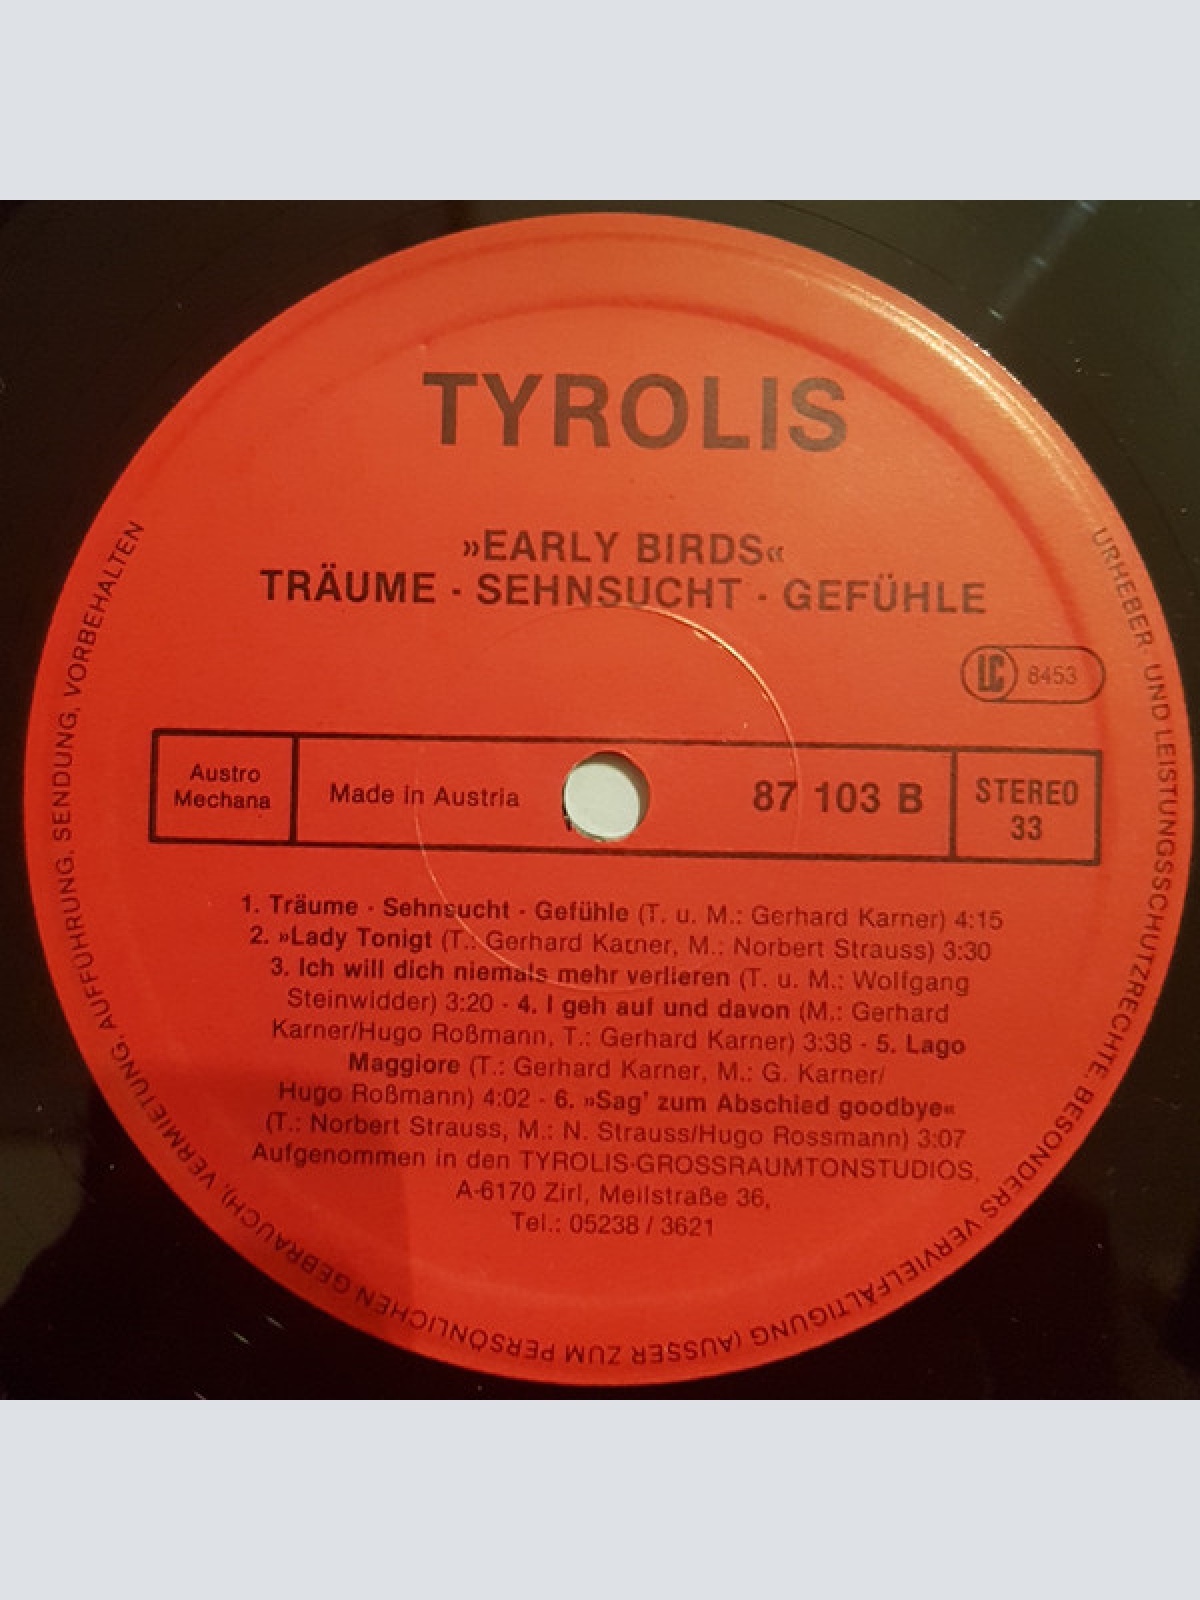 TYROLIS
»EARLY BIRDS«
TRÄUME · SEHNSUCHT · GEFÜHLE
LC 8453
Austro
Mechana
Made in Austria
87 103 B
STEREO
33
1. Träume · Sehnsucht · Gefühle (T. u. M.: Gerhard Karner) 4:15
2. »Lady Tonigt (T.: Gerhard Karner, M.: Norbert Strauss) 3:30
3. Ich will dich niemals mehr verlieren (T. u. M.: Wolfgang
Steinwidder) 3:20 · 4. I geh auf und davon (M.: Gerhard
Karner/Hugo Roßmann, T.: Gerhard Karner) 3:38 · 5. Lago
Maggiore (T.: Gerhard Karner, M.: G. Karner/
Hugo Roßmann) 4:02 · 6. »Sag' zum Abschied goodbye«
(T.: Norbert Strauss, M.: N. Strauss/Hugo Rossmann) 3:07
Aufgenommen in den TYROLIS-GROSSRAUMTONSTUDIOS,
A-6170 Zirl, Meilstraße 36,
Tel.: 05238 / 3621
URHEBER- UND LEISTUNGSSCHUTZRECHTE, BESONDERS VERVIELFÄLTIGUNG (AUSSER ZUM PERSÖNLICHEN GEBRAUCH), VERMIETUNG, AUFFÜHRUNG, SENDUNG, VORBEHALTEN